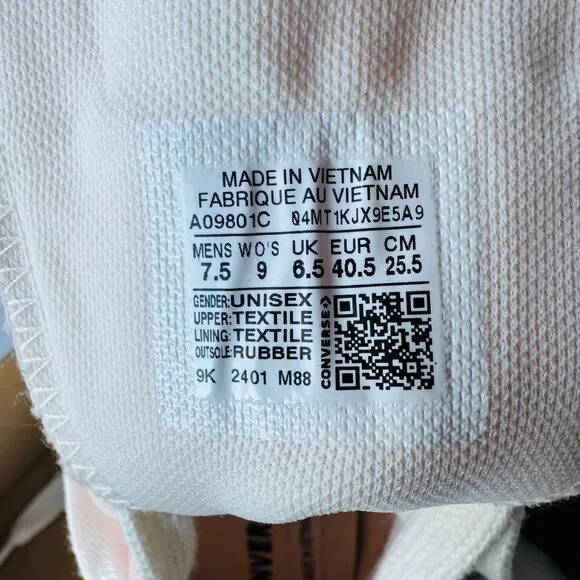 MADE IN VIETNAM
FABRIQUE AU VIETNAM
A09801C 04MT1KJX9E5A9
MENS WO'S UK EUR CM
7.5 9 6.5 40.5 25.5
GENDER:UNISEX
UPPER:TEXTILE
LINING:TEXTILE
OUTSOLE:RUBBER
CONVERSE
9K 2401 M88
CONVERSE